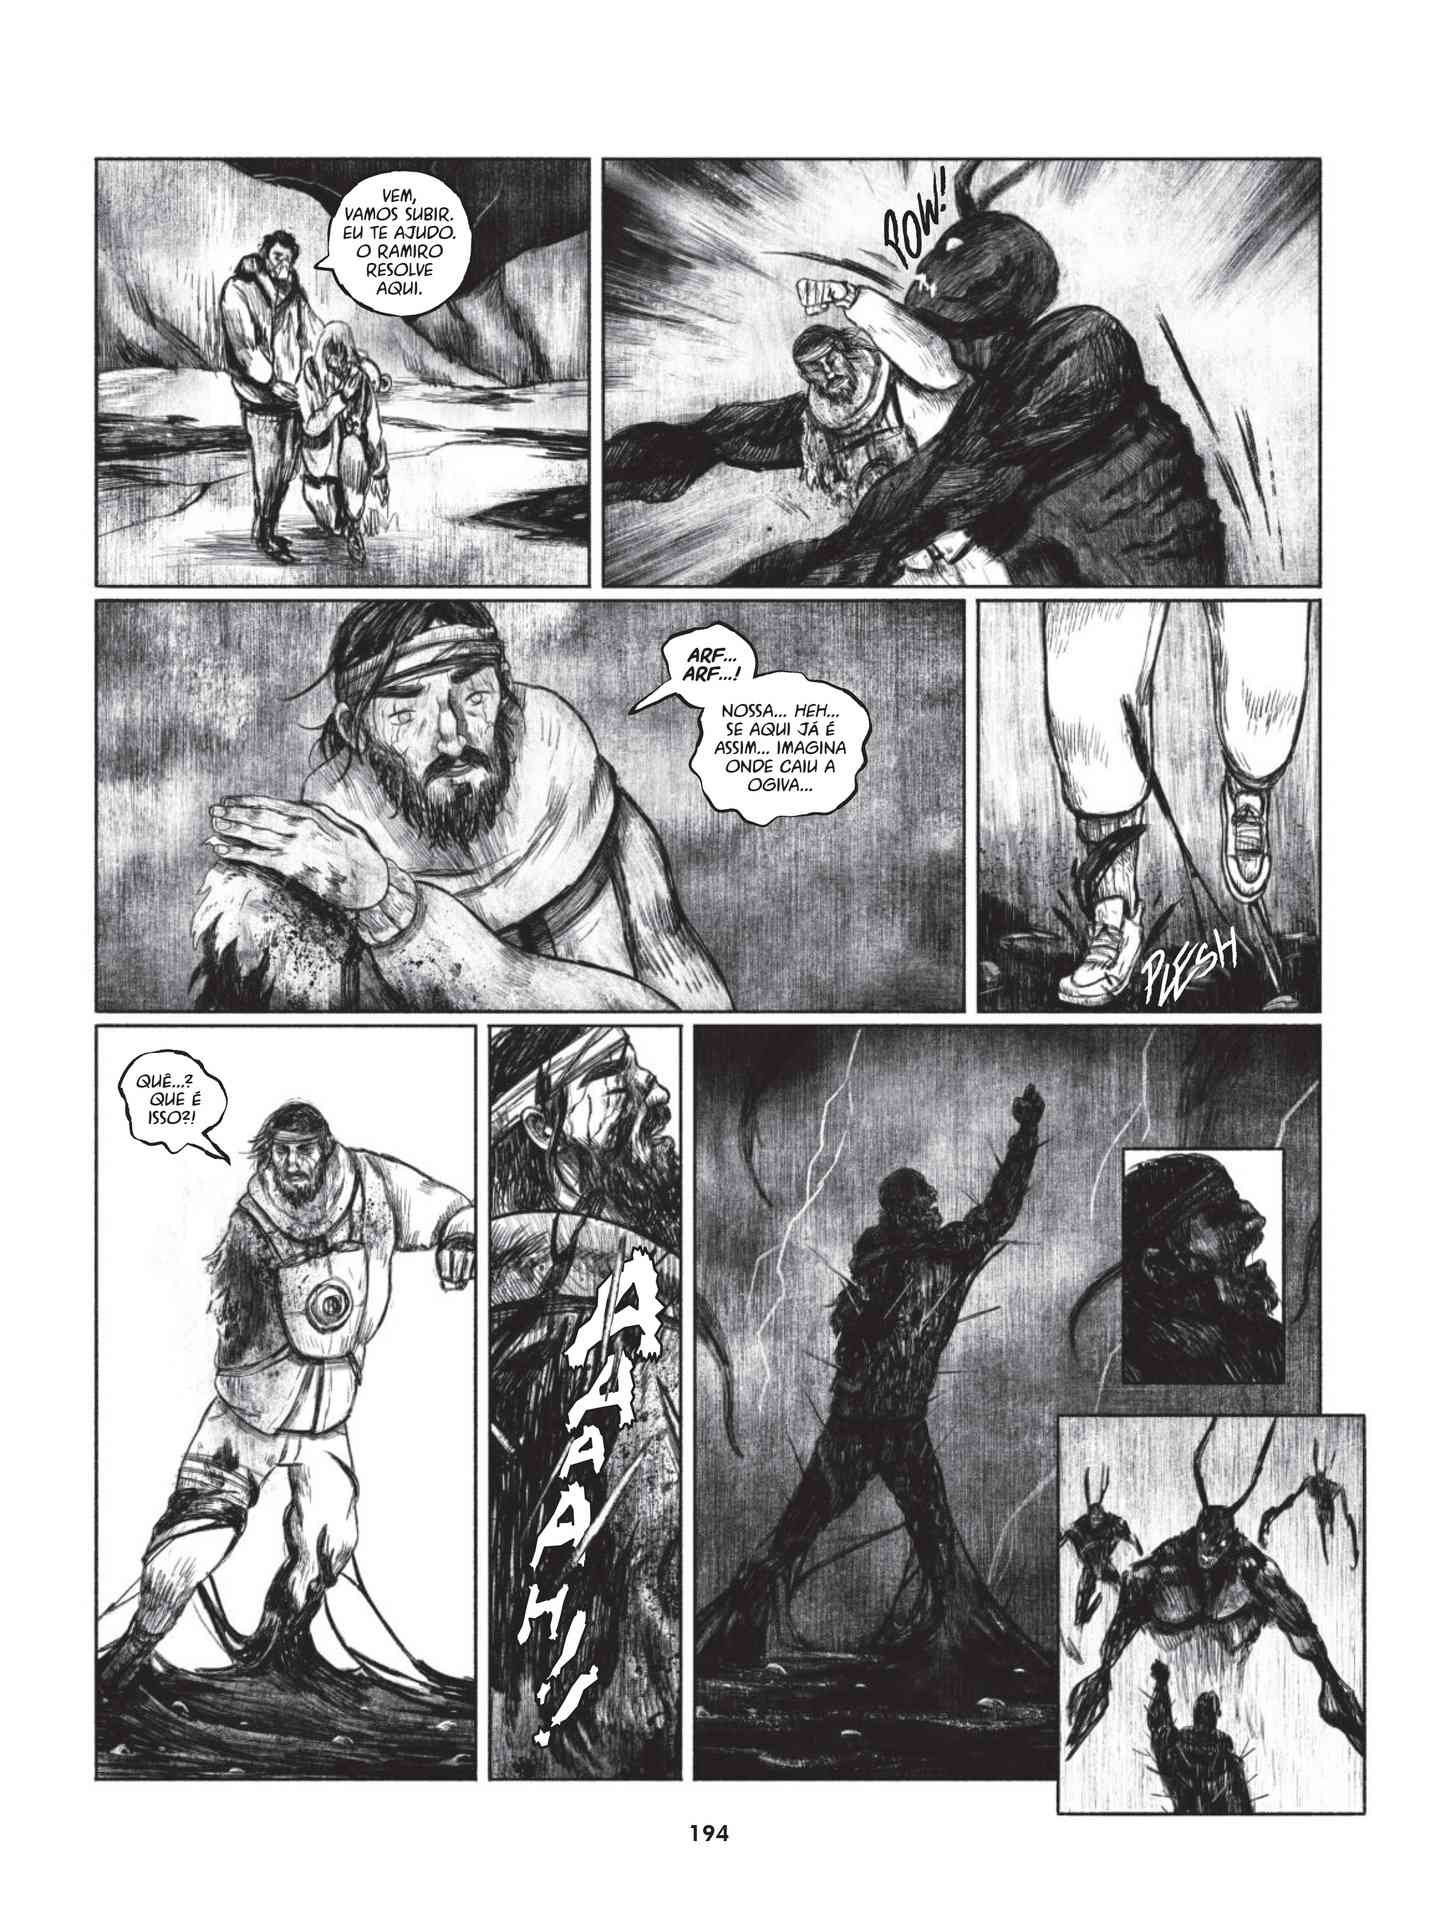 VEM,
VAMOS SUBIR.
EU TE AJUDO.
O RAMIRO
RESOLVE
AQUI.
POW!
ARF...
ARF...!
NOSSA... HEH...
SE AQUI JÁ É
ASSIM... IMAGINA
ONDE CAIU A
OGIVA...
PLESH
QUÊ...?
QUE É
ISSO?!
AUAAAH!!
194